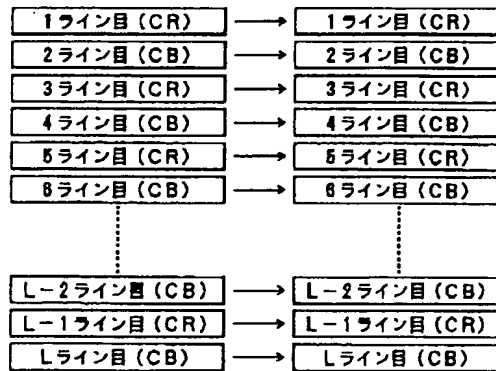 1ライン目(CR) → 1ライン目(CR)
2ライン目(CB) → 2ライン目(CB)
3ライン目(CR) → 3ライン目(CR)
4ライン目(CB) → 4ライン目(CB)
5ライン目(CR) → 5ライン目(CR)
6ライン目(CB) → 6ライン目(CB)
L-2ライン目(CB) → L-2ライン目(CB)
L-1ライン目(CR) → L-1ライン目(CR)
Lライン目(CB) → Lライン目(CB)